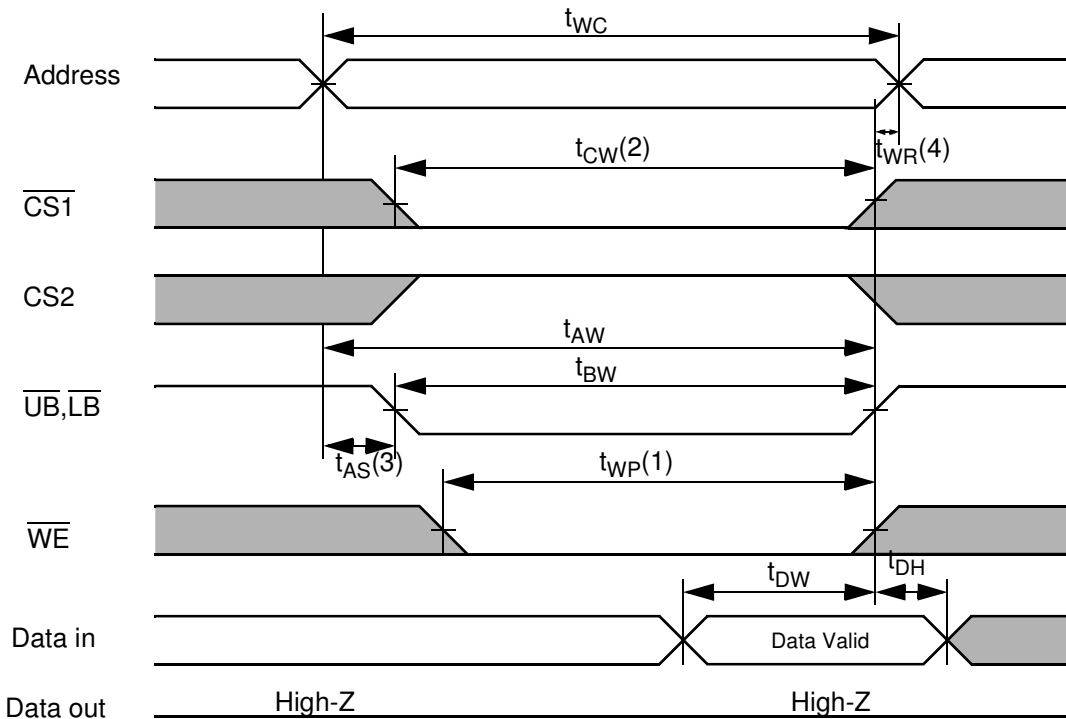 tWC
Address
tCW(2)
tWR(4)
CS1
CS2
tAW
tBW
UB,LB
tAS(3)
tWP(1)
WE
tDW
tDH
Data in
Data Valid
Data out
High-Z
High-Z